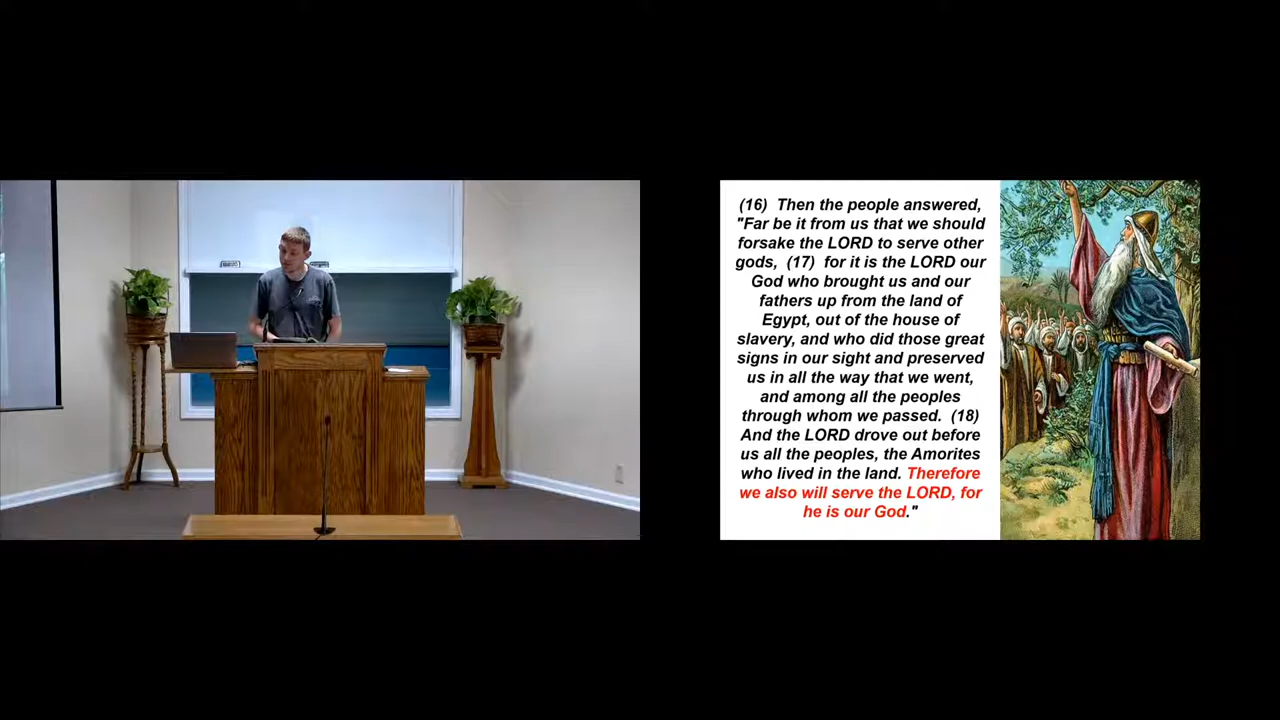 (16) Then the people answered,
"Far be it from us that we should
forsake the LORD to serve other
gods, (17) for it is the LORD our
God who brought us and our
fathers up from the land of
Egypt, out of the house of
slavery, and who did those great
signs in our sight and preserved
us in all the way that we went,
and among all the peoples
through whom we passed. (18)
And the LORD drove out before
us all the peoples, the Amorites
who lived in the land. Therefore
we also will serve the LORD, for
he is our God."